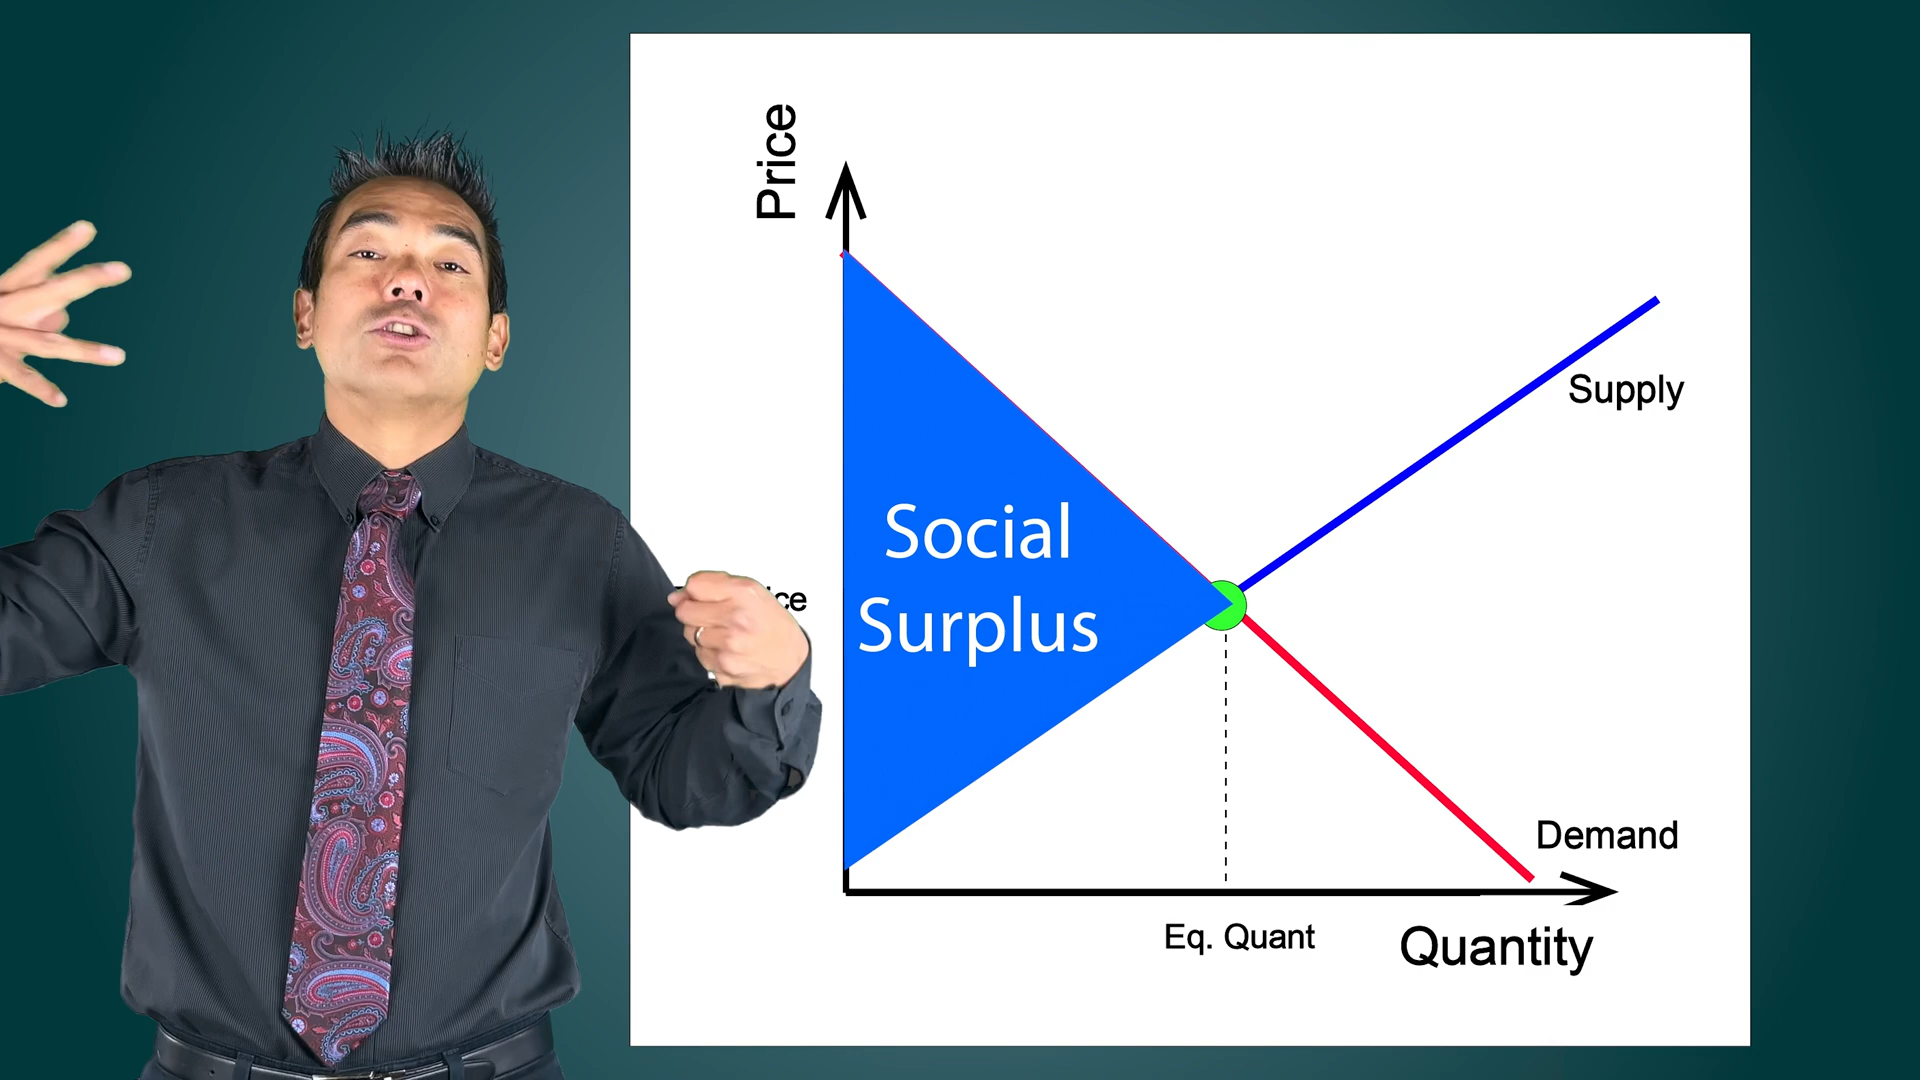 Price
Supply
Social
Surplus
Demand
Eq. Quant
Quantity